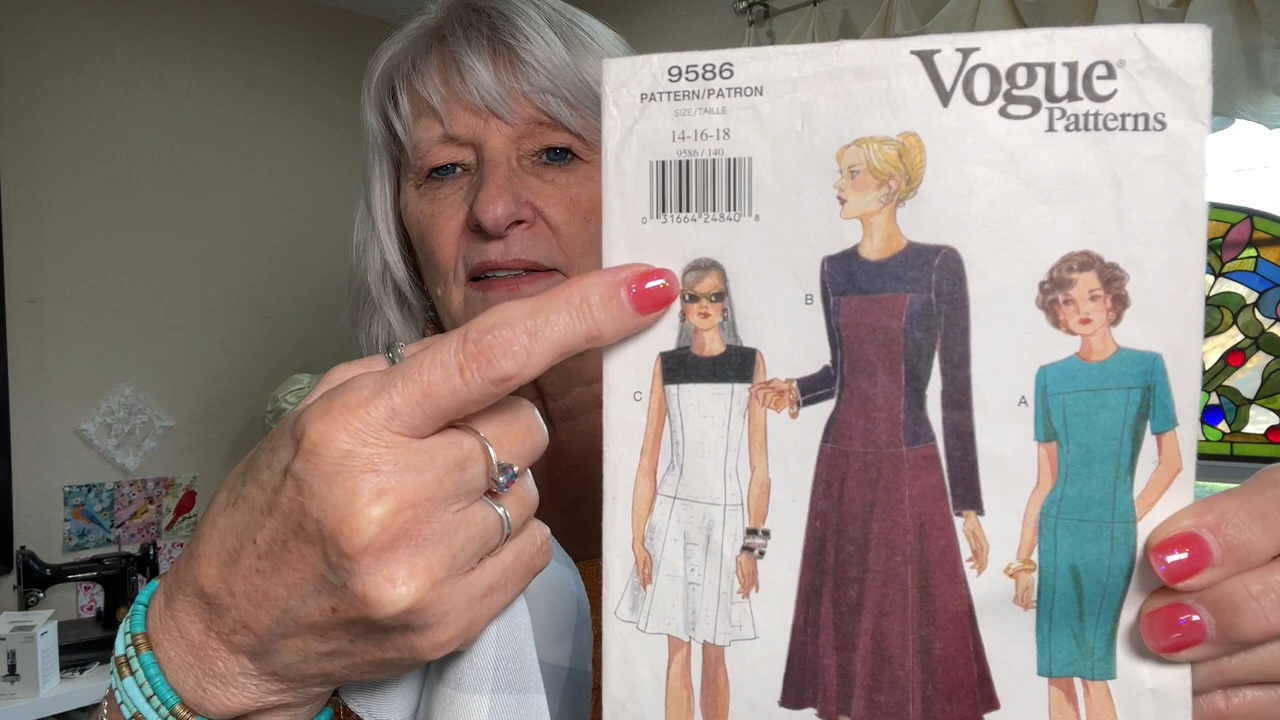 9586
PATTERN/PATRON
SIZE/TAILLE
14-16-18
9586 / 140
0 31664 24840 8
Vogue®
Patterns
B
C
A